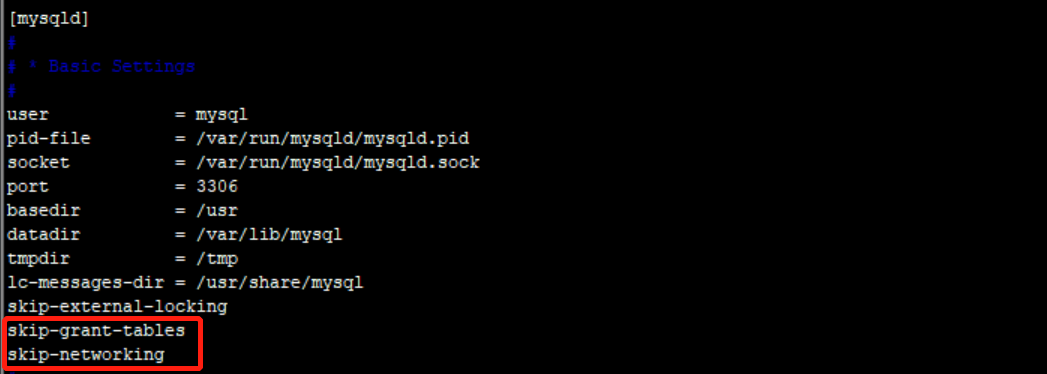 [mysqld]
#
# * Basic Settings
#
user            = mysql
pid-file        = /var/run/mysqld/mysqld.pid
socket          = /var/run/mysqld/mysqld.sock
port            = 3306
basedir         = /usr
datadir         = /var/lib/mysql
tmpdir          = /tmp
lc-messages-dir = /usr/share/mysql
skip-external-locking
skip-grant-tables
skip-networking